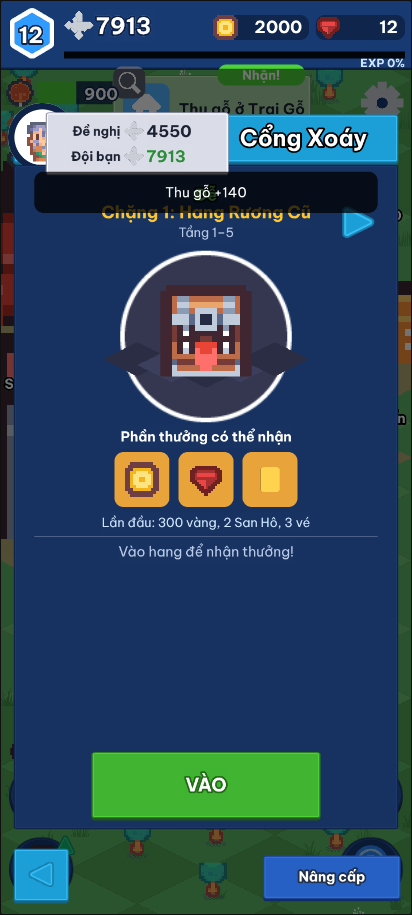 12
7913
2000
12
EXP 0%
Nhận!
900
Thu gỗ ở Trại Gỗ
Đề nghị 4550
Đội bạn 7913
Cổng Xoáy
Thu gỗ +140
Chặng 1: Hang Rương Cũ
Tầng 1–5
Phần thưởng có thể nhận
Lần đầu: 300 vàng, 2 San Hô, 3 vé
Vào hang để nhận thưởng!
VÀO
Nâng cấp